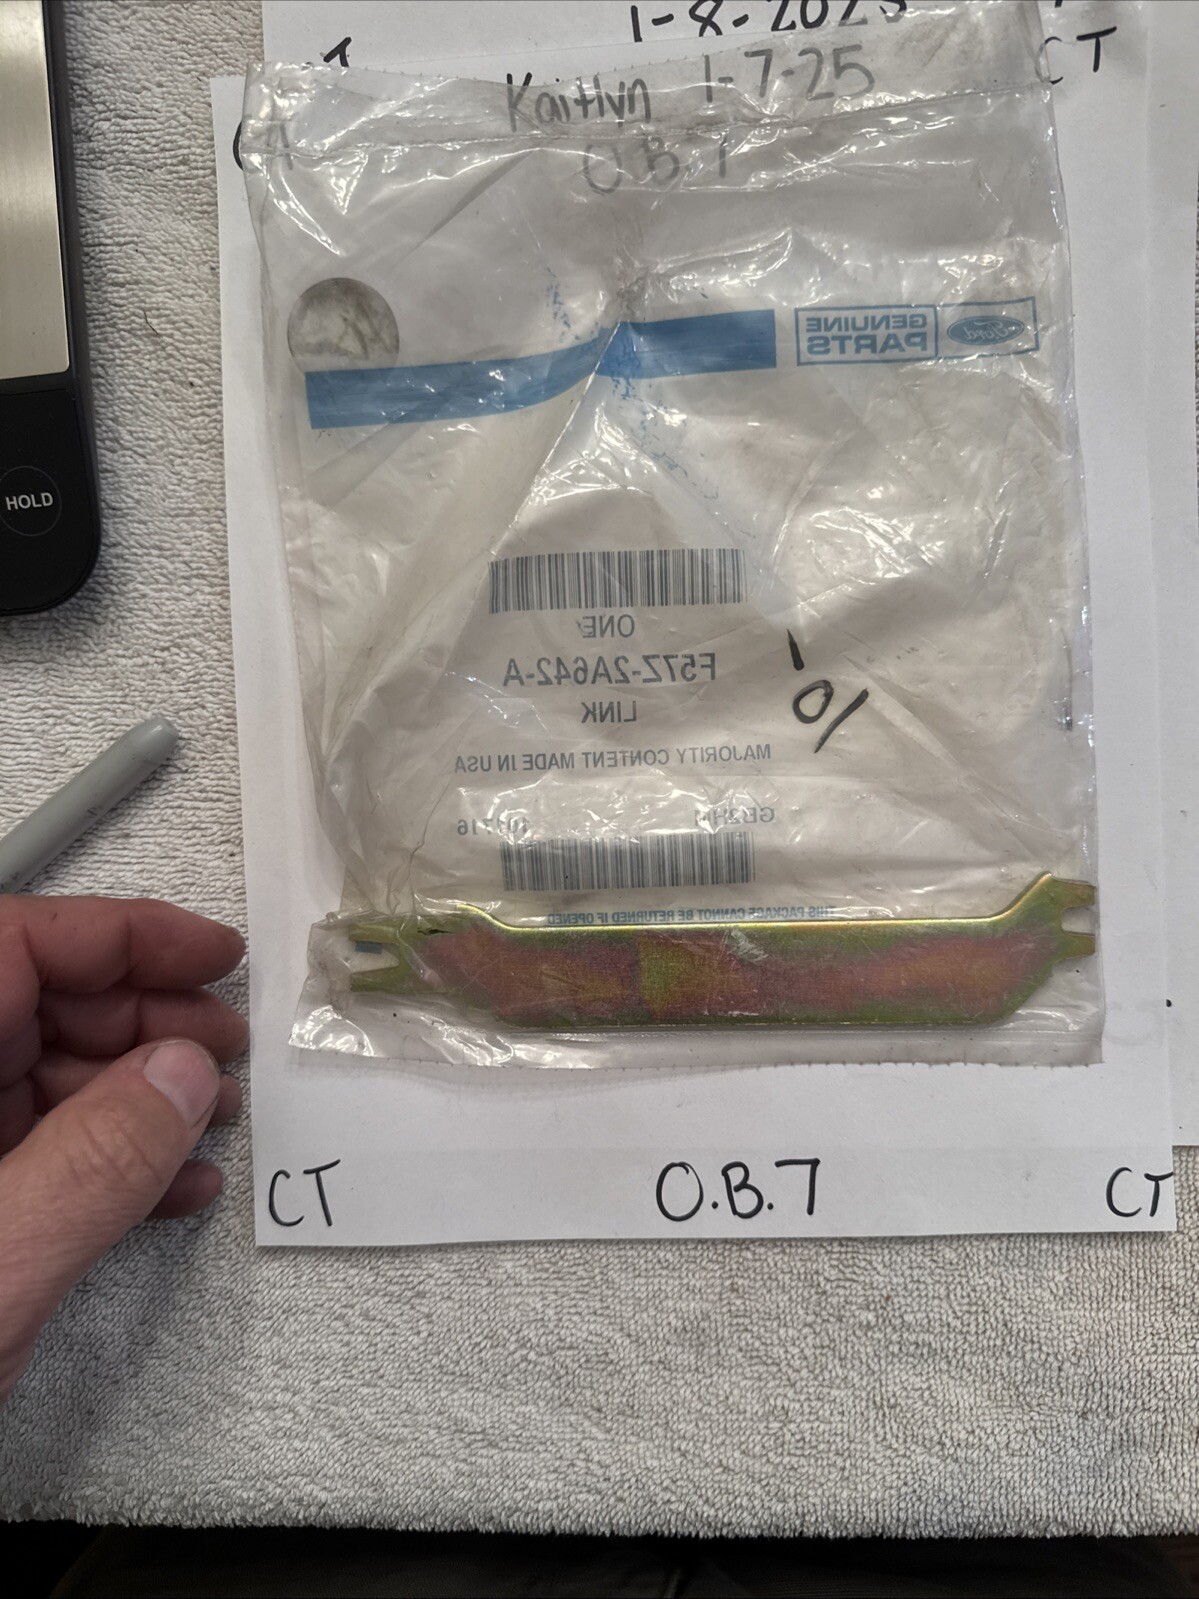 1-8-2025
CT
Kaitlyn 1-7-25
O.B.7
GENUINE
PARTS
Ford
HOLD
ONE
F57Z-2A642-A
LINK
10/
MAJORITY CONTENT MADE IN USA
THIS PACKAGE CANNOT BE RETURNED IF OPENED
CT O.B.7 CT